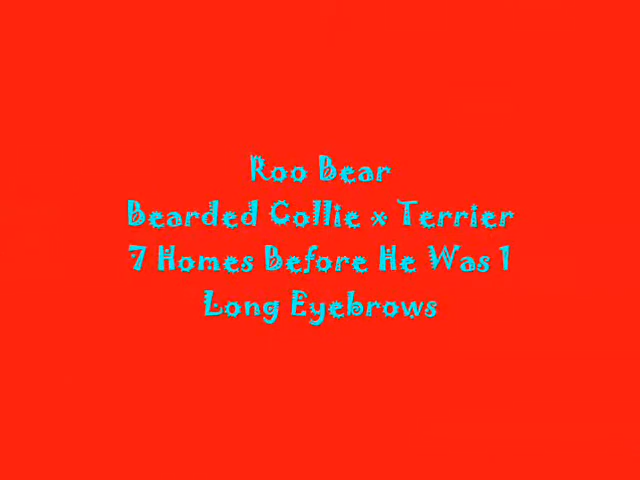 Roo Bear
Bearded Collie x Terrier
7 Homes Before He Was 1
Long Eyebrows